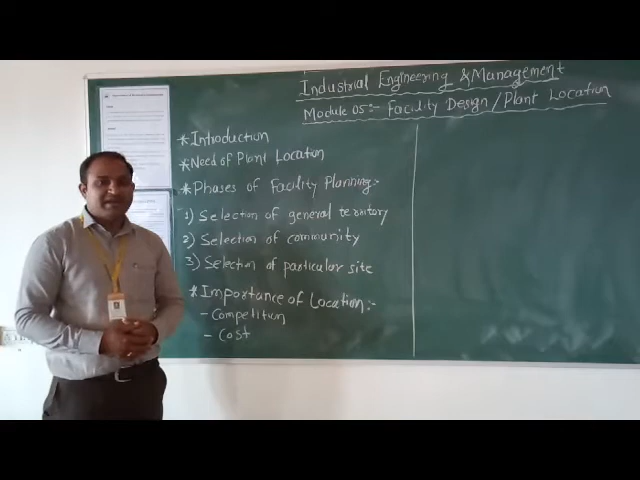 Industrial Engineering & Management
Module 05:- Facility Design / Plant Location
* Introduction
* Need of Plant Location
* Phases of Facility Planning:-
1) Selection of general territory
2) Selection of community
3) Selection of particular site
* Importance of Location:-
- Competition
- Cost